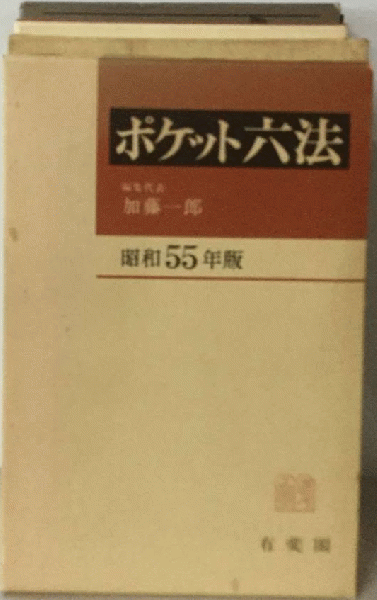 ポケット六法
編集代表
加藤一郎
昭和55年版
有斐閣